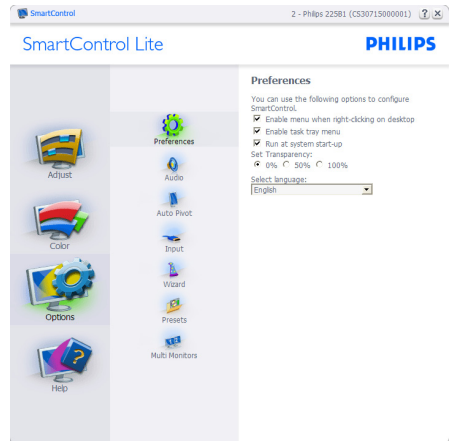 SmartControl
2 - Philips 225B1 (CS30715000001)
?
X
SmartControl Lite
PHILIPS
Adjust
Color
Options
Help
Preferences
Audio
Auto Pivot
Input
Wizard
Presets
Multi Monitors
Preferences
You can use the following options to configure
SmartControl.
Enable menu when right-clicking on desktop
Enable task tray menu
Run at system start-up
Set Transparency:
0% 50% 100%
Select language:
English